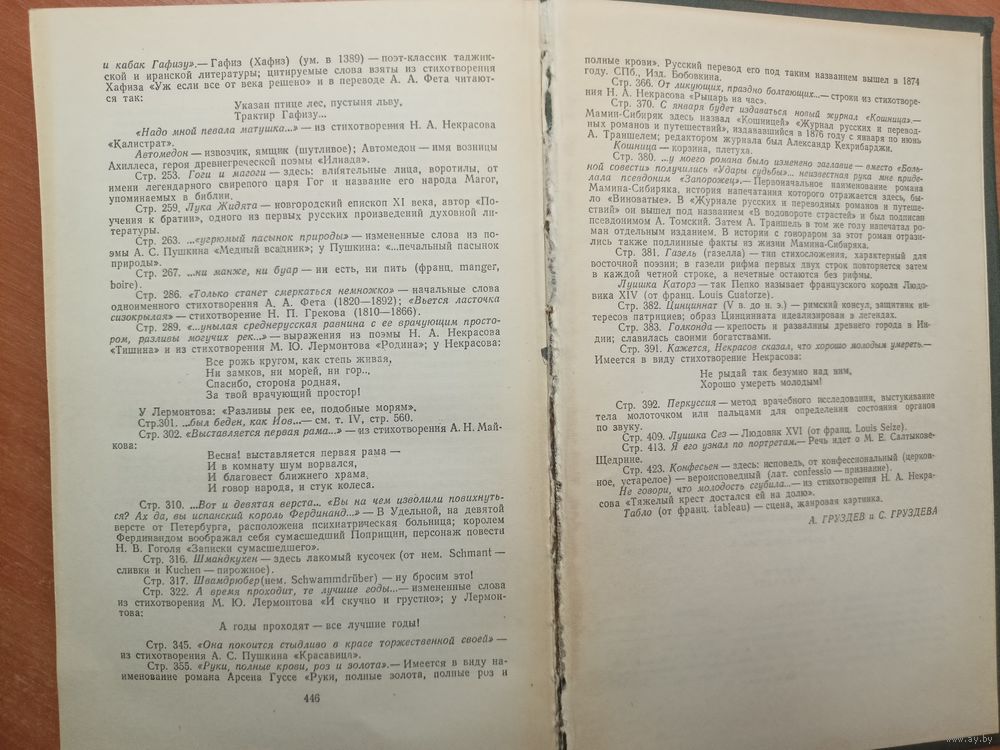 и кабак Гафизу».— Гафиз (Хафиз) (ум. в 1389) — поэт-классик таджик-
ской и иранской литературы; цитируемые слова взяты из стихотворения
Хафиза «Уж если все от века решено» и в переводе А. А. Фета читают-
ся так:
Указан птице лес, пустыня льву,
Трактир Гафизу...
«Надо мной певала матушка...» — из стихотворения Н. А. Некрасова
«Калистрат».
Автомедон — извозчик, ямщик (шутливое); Автомедон — имя возницы
Ахиллеса, героя древнегреческой поэмы «Илиада».
Стр. 253. Гоги и магоги — здесь: влиятельные лица, воротилы, от
имени легендарного свирепого царя Гог и название его народа Магог,
упоминаемых в библии.
Стр. 259. Лука Жидята — новгородский епископ XI века, автор «По-
учения к братии», одного из первых русских произведений духовной ли-
тературы.
Стр. 263. ...«угрюмый пасынок природы» — измененные слова из по-
эмы А. С. Пушкина «Медный всадник»; у Пушкина: «...печальный пасынок
природы».
Стр. 267. ...ни манже, ни буар — ни есть, ни пить (франц. manger,
boire).
Стр. 286. «Только станет смеркаться немножко» — начальные слова
одноименного стихотворения А. А. Фета (1820—1892); «Вьется ласточка
сизокрылая» — стихотворение Н. П. Грекова (1810—1866).
Стр. 289. «...унылая среднерусская равнина с ее врачующим просто-
ром, разливы могучих рек...» — выражения из поэмы Н. А. Некрасова
«Тишина» и из стихотворения М. Ю. Лермонтова «Родина»; у Некрасова:
Все рожь кругом, как степь живая,
Ни замков, ни морей, ни гор...
Спасибо, сторона родная,
За твой врачующий простор!
У Лермонтова: «Разливы рек ее, подобные морям».
Стр.301. ...был беден, как Иов...— см. т. IV, стр. 560.
Стр. 302. «Выставляется первая рама...» — из стихотворения А. Н. Май-
кова:
Весна! выставляется первая рама —
И в комнату шум ворвался,
И благовест ближнего храма,
И говор народа, и стук колеса.
Стр. 310. ...Вот и девятая верста... «Вы на чем изволили повихнуть-
ся? Ах да, вы испанский король Фердинанд...» — В Удельной, на девятой
версте от Петербурга, расположена психиатрическая больница; королем
Фердинандом воображал себя сумасшедший Поприщин, персонаж повести
Н. В. Гоголя «Записки сумасшедшего».
Стр. 316. Шмандкухен — здесь лакомый кусочек (от нем. Schmant —
сливки и Kuchen — пирожное).
Стр. 317. Швамдрюбер (нем. Schwammdrüber) — ну бросим это!
Стр. 322. А время проходит, те лучшие годы...— измененные слова
из стихотворения М. Ю. Лермонтова «И скучно и грустно»; у Лермон-
това:
А годы проходят — все лучшие годы!
Стр. 345. «Она покоится стыдливо в красе торжественной своей» —
из стихотворения А. С. Пушкина «Красавица».
Стр. 355. «Руки, полные крови, роз и золота».— Имеется в виду на-
именование романа Арсена Гуссе «Руки, полные золота, полные роз и
446
полные крови». Русский перевод его под таким названием вышел в 1874
году. СПб., Изд. Бобовкина.
Стр. 366. От ликующих, праздно болтающих...— строки из стихотворе-
ния Н. А. Некрасова «Рыцарь на час».
Стр. 370. С января будет издаваться новый журнал «Кошница».—
Мамин-Сибиряк здесь назвал «Кошницей» «Журнал русских и перевод-
ных романов и путешествий», издававшийся в 1876 году с января по июнь
А. Траншелем; редактором журнала был Александр Кехрибарджи.
Кошница — корзина, плетуха.
Стр. 380. ...у моего романа было изменено заглавие — вместо «Боль-
ной совести» получились «Удары судьбы»... неизвестная рука мне приде-
лала псевдоним «Запорожец».— Первоначальное наименование романа
Мамина-Сибиряка, история напечатания которого отражается здесь, бы-
ло «Виноватые». В «Журнале русских и переводных романов и путеше-
ствий» он вышел под названием «В водовороте страстей» и был подписан
псевдонимом А. Томский. Затем А. Траншель в том же году напечатал ро-
ман отдельным изданием. В истории с гонораром за этот роман отрази-
лись также подлинные факты из жизни Мамина-Сибиряка.
Стр. 381. Газель (газелла) — тип стихосложения, характерный для
восточной поэзии; в газели рифма первых двух строк повторяется затем
в каждой четной строке, а нечетные остаются без рифмы.
Луишка Каторз — так Пепко называет французского короля Людо-
вика XIV (от франц. Louis Cuatorze).
Стр. 382. Цинциннат (V в. до н. э.) — римский консул, защитник ин-
тересов патрициев; образ Цинцинната идеализирован в легендах.
Стр. 383. Голконда — крепость и развалины древнего города в Ин-
дии; славилась своими богатствами.
Стр. 391. Кажется, Некрасов сказал, что хорошо молодым умереть.—
Имеется в виду стихотворение Некрасова:
Не рыдай так безумно над ним,
Хорошо умереть молодым!
Стр. 392. Перкуссия — метод врачебного исследования, выстукивание
тела молоточком или пальцами для определения состояния органов
по звуку.
Стр. 409. Луишка Сез — Людовик XVI (от франц. Louis Seize).
Стр. 413. Я его узнал по портретам.— Речь идет о М. Е. Салтыкове-
Щедрине.
Стр. 423. Конфесьен — здесь: исповедь, от конфессиональный (церков-
ное, устарелое) — вероисповедный (лат. confessio — признание).
Не говори, что молодость сгубила...— из стихотворения Н. А. Некра-
сова «Тяжелый крест достался ей на долю».
Табло (от франц. tableau) — сцена, жанровая картинка.
А. ГРУЗДЕВ и С. ГРУЗДЕВА
www.ay.by